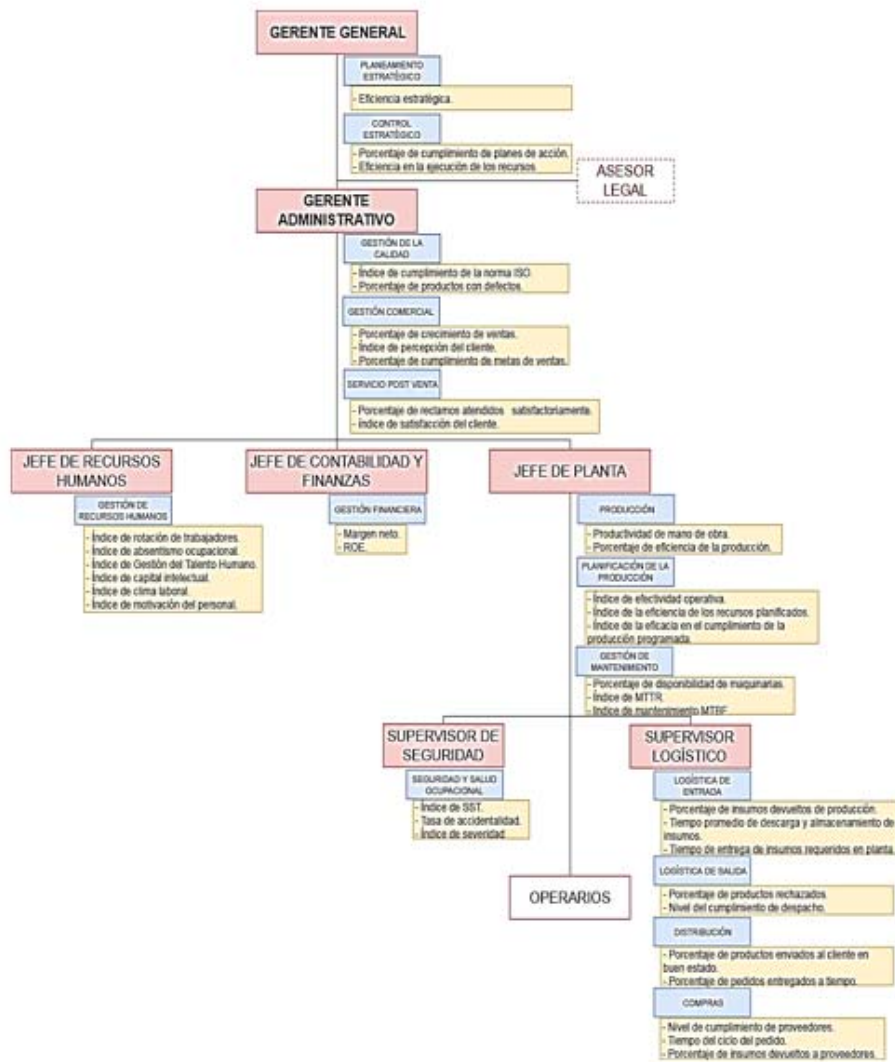 GERENTE GENERAL
PLANEAMIENTO
ESTRATÉGICO
- Eficiencia estratégica.
CONTROL
ESTRATÉGICO
- Porcentaje de cumplimiento de planes de acción.
- Eficiencia en la ejecución de los recursos
ASESOR
LEGAL
GERENTE
ADMINISTRATIVO
GESTIÓN DE LA
CALIDAD
- Índice de cumplimiento de la norma ISO
- Porcentaje de productos con defectos.
GESTIÓN COMERCIAL
- Porcentaje de crecimiento de ventas.
- Índice de percepción del cliente.
- Porcentaje de cumplimiento de metas de ventas.
SERVICIO POST VENTA
- Porcentaje de reclamos atendidos satisfactoriamente.
- Índice de satisfacción del cliente.
JEFE DE RECURSOS
HUMANOS
GESTIÓN DE
RECURSOS HUMANOS
- Índice de rotación de trabajadores.
- Índice de absentismo ocupacional.
- Índice de Gestión del Talento Humano.
- Índice de capital intelectual.
- Índice de clima laboral.
- Índice de motivación del personal.
JEFE DE CONTABILIDAD Y
FINANZAS
GESTIÓN FINANCIERA
- Margen neto.
- ROE.
JEFE DE PLANTA
PRODUCCIÓN
- Productividad de mano de obra.
- Porcentaje de eficiencia de la producción.
PLANIFICACIÓN DE LA
PRODUCCIÓN
- Índice de efectividad operativa.
- Índice de la eficiencia de los recursos planificados.
- Índice de la eficacia en el cumplimiento de la
producción programada.
GESTIÓN DE
MANTENIMIENTO
- Porcentaje de disponibilidad de maquinarias.
- Índice de MTTR.
- Indice de mantenimiento MTBF
SUPERVISOR DE
SEGURIDAD
SEGURIDAD Y SALUD
OCUPACIONAL
- Índice de SST.
- Tasa de accidentalidad.
- Índice de severidad
SUPERVISOR
LOGÍSTICO
LOGÍSTICA DE
ENTRADA
- Porcentaje de insumos devueltos de producción.
- Tiempo promedio de descarga y almacenamiento de
insumos.
- Tiempo de entrega de insumos requeridos en planta
LOGÍSTICA DE SALIDA
- Porcentaje de productos rechazados
- Nivel del cumplimiento de despacho.
DISTRIBUCIÓN
- Porcentaje de productos enviados al cliente en
buen estado.
- Porcentaje de pedidos entregados a tiempo.
COMPRAS
- Nivel de cumplimiento de proveedores.
- Tiempo del ciclo del pedido.
- Porcentaje de insumos devueltos a proveedores
OPERARIOS